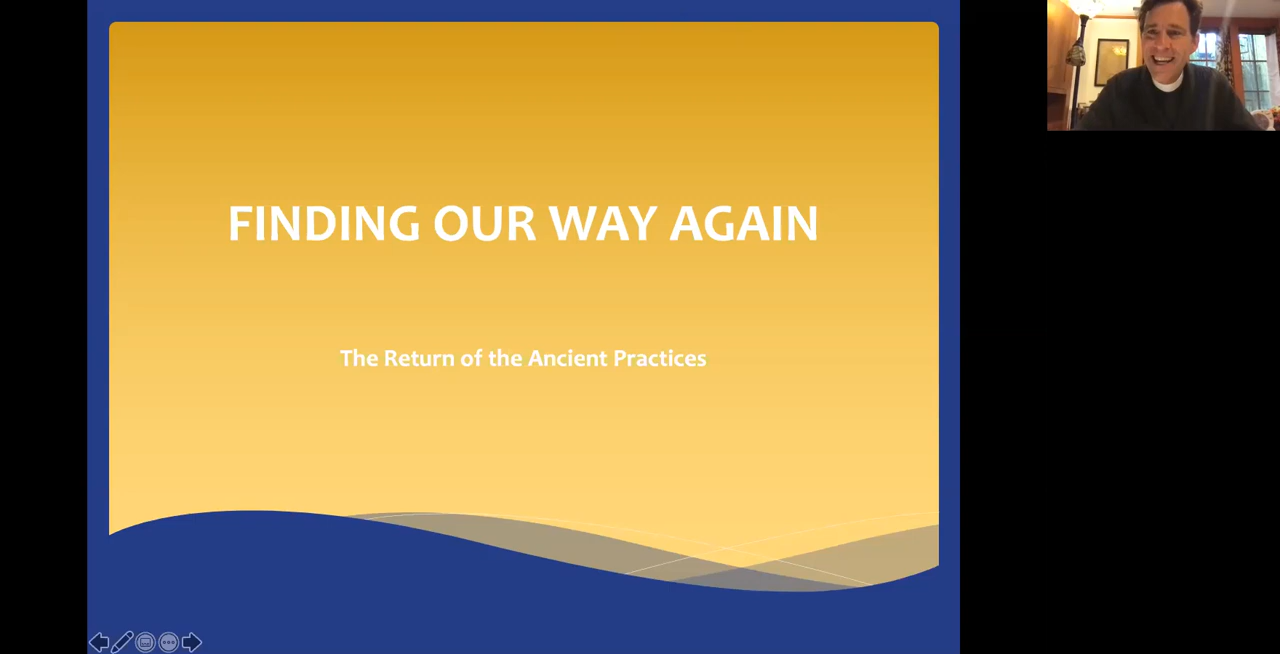 FINDING OUR WAY AGAIN
The Return of the Ancient Practices